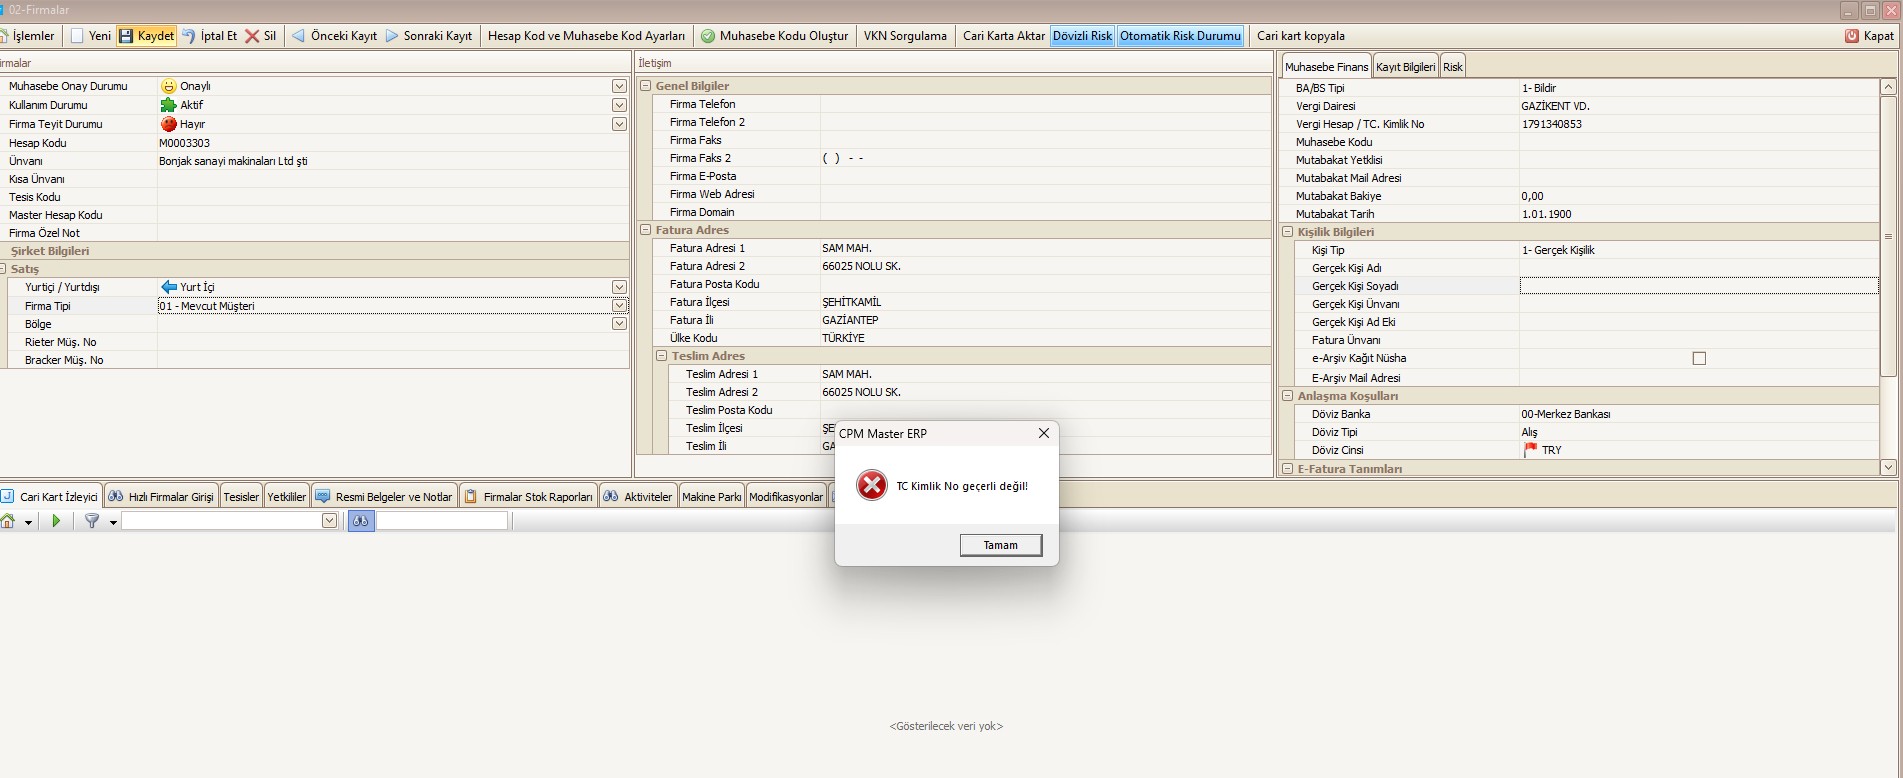 02-Firmalar
İşlemler Yeni Kaydet İptal Et Sil Önceki Kayıt Sonraki Kayıt Hesap Kod ve Muhasebe Kod Ayarları Muhasebe Kodu Oluştur VKN Sorgulama Cari Karta Aktar Dövizli Risk Otomatik Risk Durumu Cari kart kopyala Kapat
Muhasebe Onay Durumu Onaylı
Kullanım Durumu Aktif
Firma Teyit Durumu Hayır
Hesap Kodu M0003303
Ünvanı Bonjak sanayi makinaları Ltd şti
Kısa Ünvanı
Tesis Kodu
Master Hesap Kodu
Firma Özel Not
Şirket Bilgileri
Satış
Yurtiçi / Yurtdışı Yurt İçi
Firma Tipi 01 - Mevcut Müşteri
Bölge
Rieter Müş. No
Bracker Müş. No
İletişim
Genel Bilgiler
Firma Telefon
Firma Telefon 2
Firma Faks
Firma Faks 2 ( ) - -
Firma E-Posta
Firma Web Adresi
Firma Domain
Fatura Adres
Fatura Adresi 1 SAM MAH.
Fatura Adresi 2 66025 NOLU SK.
Fatura Posta Kodu
Fatura İlçesi ŞEHİTKAMİL
Fatura İli GAZİANTEP
Ülke Kodu TÜRKİYE
Teslim Adres
Teslim Adresi 1 SAM MAH.
Teslim Adresi 2 66025 NOLU SK.
Teslim Posta Kodu
Teslim İlçesi
Teslim İli
Muhasebe Finans Kayıt Bilgileri Risk
BA/BS Tipi 1- Bildir
Vergi Dairesi GAZİKENT VD.
Vergi Hesap / TC. Kimlik No 1791340853
Muhasebe Kodu
Mutabakat Yetklisi
Mutabakat Mail Adresi
Mutabakat Bakiye 0,00
Mutabakat Tarih 1.01.1900
Kişilik Bilgileri
Kişi Tip 1- Gerçek Kişilik
Gerçek Kişi Adı
Gerçek Kişi Soyadı
Gerçek Kişi Ünvanı
Gerçek Kişi Ad Eki
Fatura Ünvanı
e-Arşiv Kağıt Nüsha
E-Arşiv Mail Adresi
Anlaşma Koşulları
Döviz Banka 00-Merkez Bankası
Döviz Tipi Alış
Döviz Cinsi TRY
E-Fatura Tanımları
CPM Master ERP
TC Kimlik No geçerli değil!
Tamam
Cari Kart İzleyici Hızlı Firmalar Girişi Tesisler Yetkililer Resmi Belgeler ve Notlar Firmalar Stok Raporları Aktiviteler Makine Parkı Modifikasyonlar
<Gösterilecek veri yok>